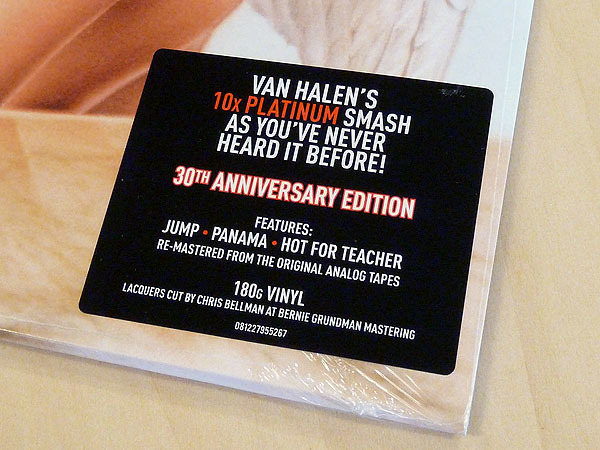 VAN HALEN'S
10x PLATINUM SMASH
AS YOU'VE NEVER
HEARD IT BEFORE!
30TH ANNIVERSARY EDITION
FEATURES:
JUMP • PANAMA • HOT FOR TEACHER
RE-MASTERED FROM THE ORIGINAL ANALOG TAPES
180G VINYL
LACQUERS CUT BY CHRIS BELLMAN AT BERNIE GRUNDMAN MASTERING
081227955267